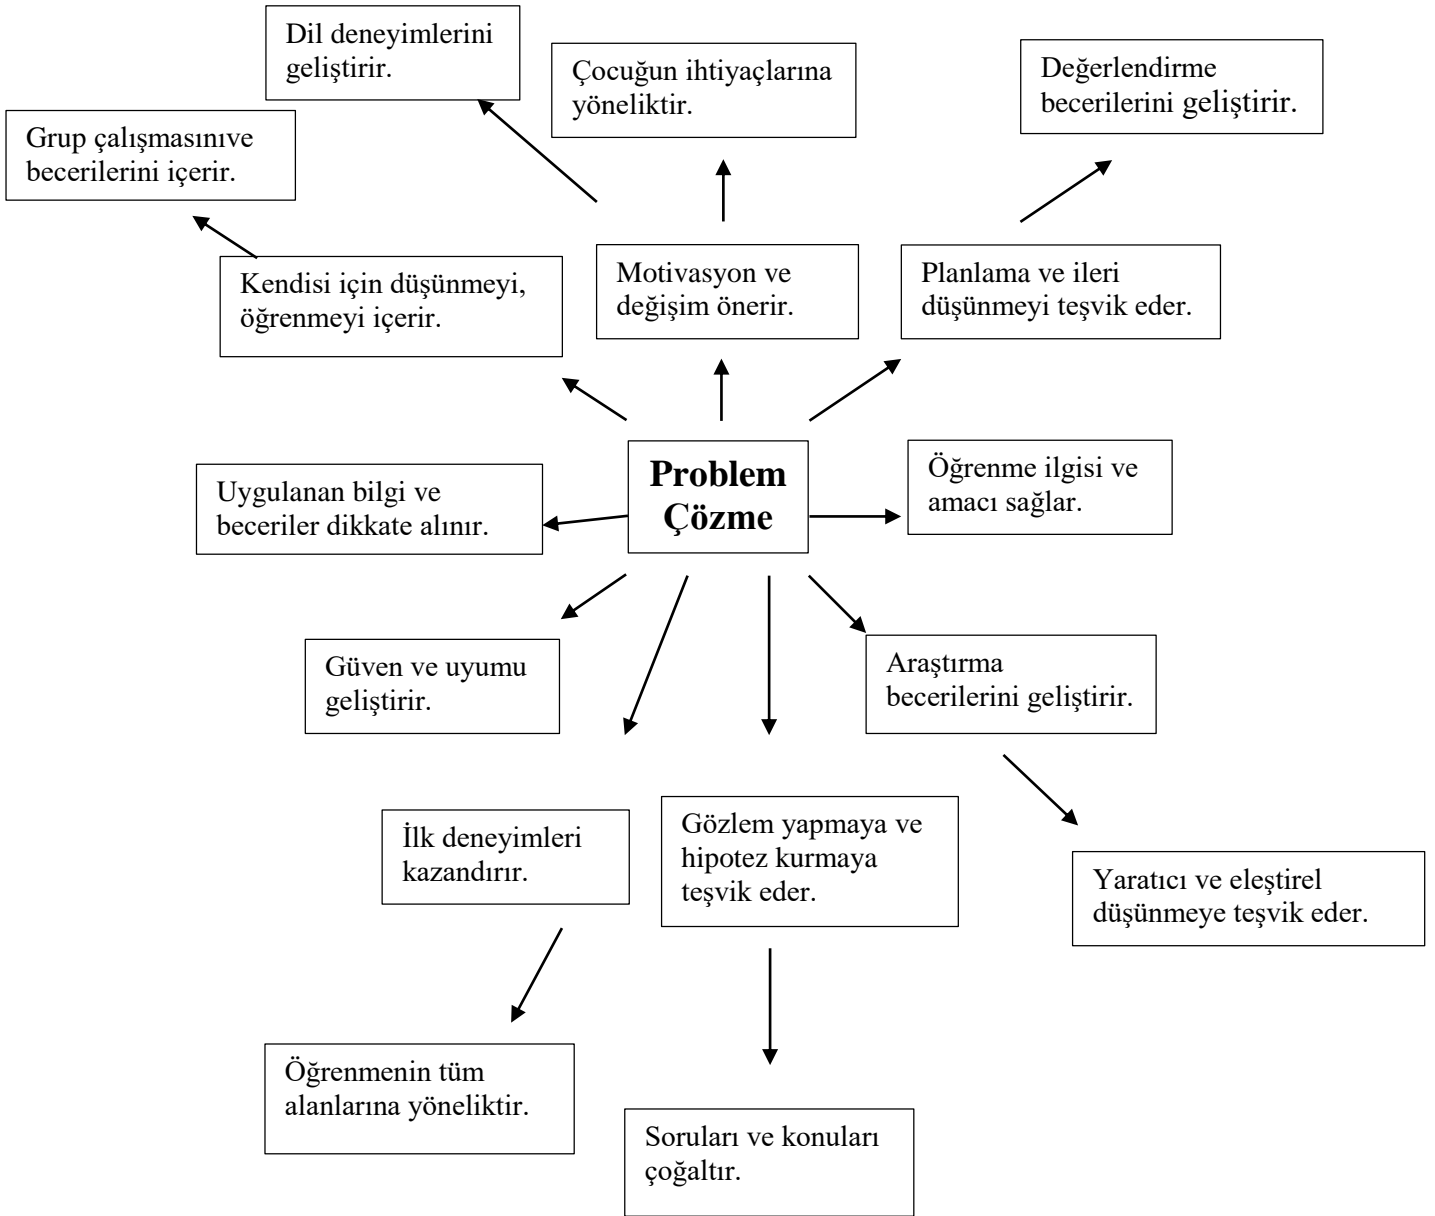 Dil deneyimlerini
geliştirir.
Çocuğun ihtiyaçlarına
yöneliktir.
Değerlendirme
becerilerini geliştirir.
Grup çalışmasınıve
becerilerini içerir.
Kendisi için düşünmeyi,
öğrenmeyi içerir.
Motivasyon ve
değişim önerir.
Planlama ve ileri
düşünmeyi teşvik eder.
Uygulanan bilgi ve
beceriler dikkate alınır.
Problem
Çözme
Öğrenme ilgisi ve
amacı sağlar.
Güven ve uyumu
geliştirir.
Araştırma
becerilerini geliştirir.
İlk deneyimleri
kazandırır.
Gözlem yapmaya ve
hipotez kurmaya
teşvik eder.
Yaratıcı ve eleştirel
düşünmeye teşvik eder.
Öğrenmenin tüm
alanlarına yöneliktir.
Soruları ve konuları
çoğaltır.